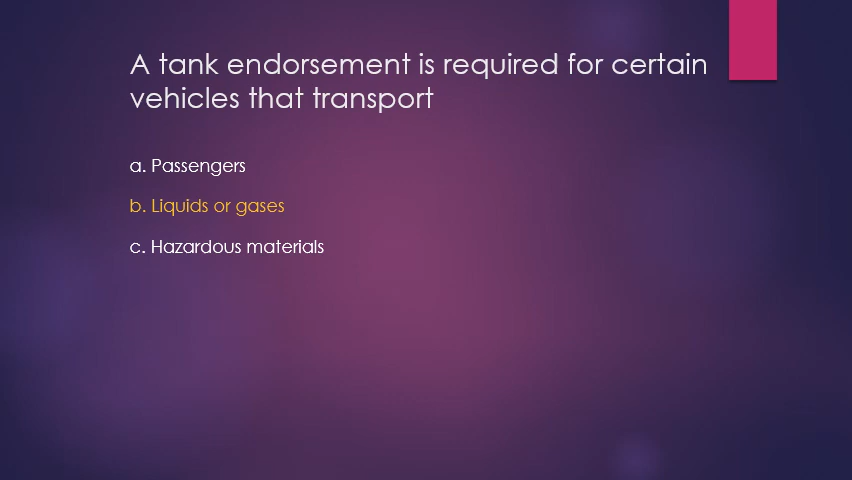 A tank endorsement is required for certain
vehicles that transport
a. Passengers
b. Liquids or gases
c. Hazardous materials